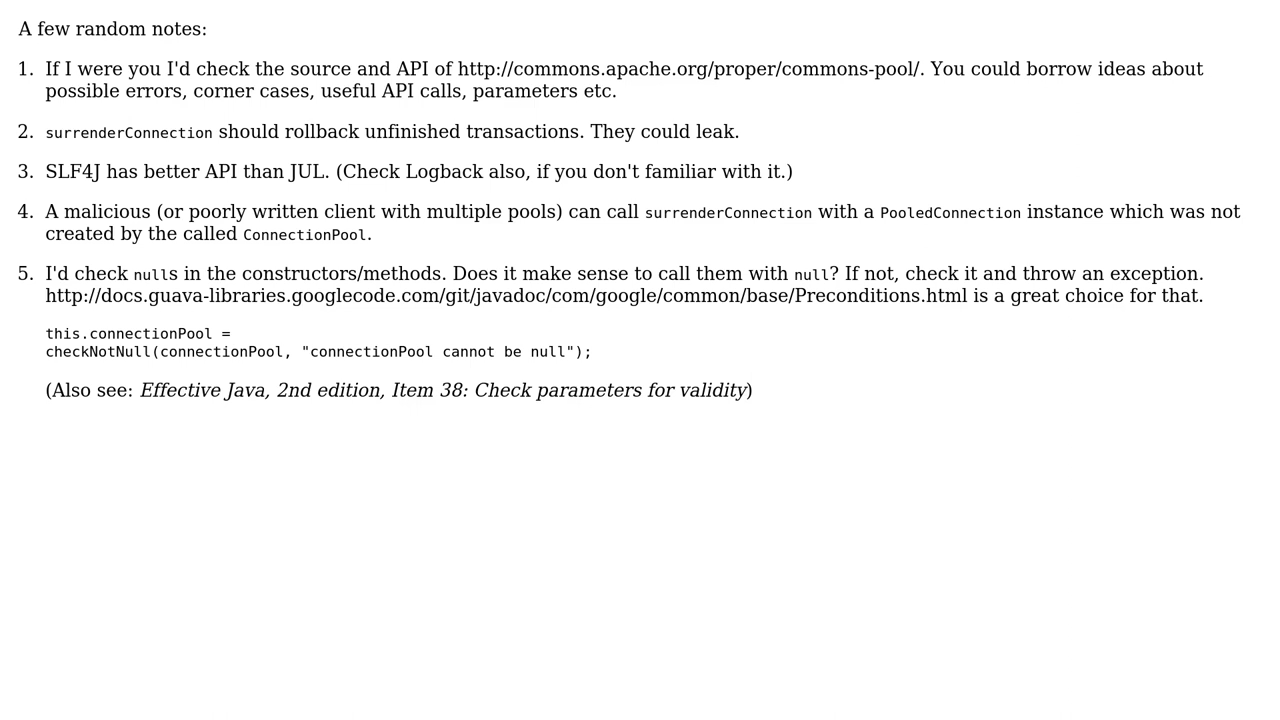 A few random notes:
1. If I were you I'd check the source and API of http://commons.apache.org/proper/commons-pool/. You could borrow ideas about
possible errors, corner cases, useful API calls, parameters etc.
2. surrenderConnection should rollback unfinished transactions. They could leak.
3. SLF4J has better API than JUL. (Check Logback also, if you don't familiar with it.)
4. A malicious (or poorly written client with multiple pools) can call surrenderConnection with a PooledConnection instance which was not
created by the called ConnectionPool.
5. I'd check nulls in the constructors/methods. Does it make sense to call them with null? If not, check it and throw an exception.
http://docs.guava-libraries.googlecode.com/git/javadoc/com/google/common/base/Preconditions.html is a great choice for that.
this.connectionPool =
checkNotNull(connectionPool, "connectionPool cannot be null");
(Also see: Effective Java, 2nd edition, Item 38: Check parameters for validity)